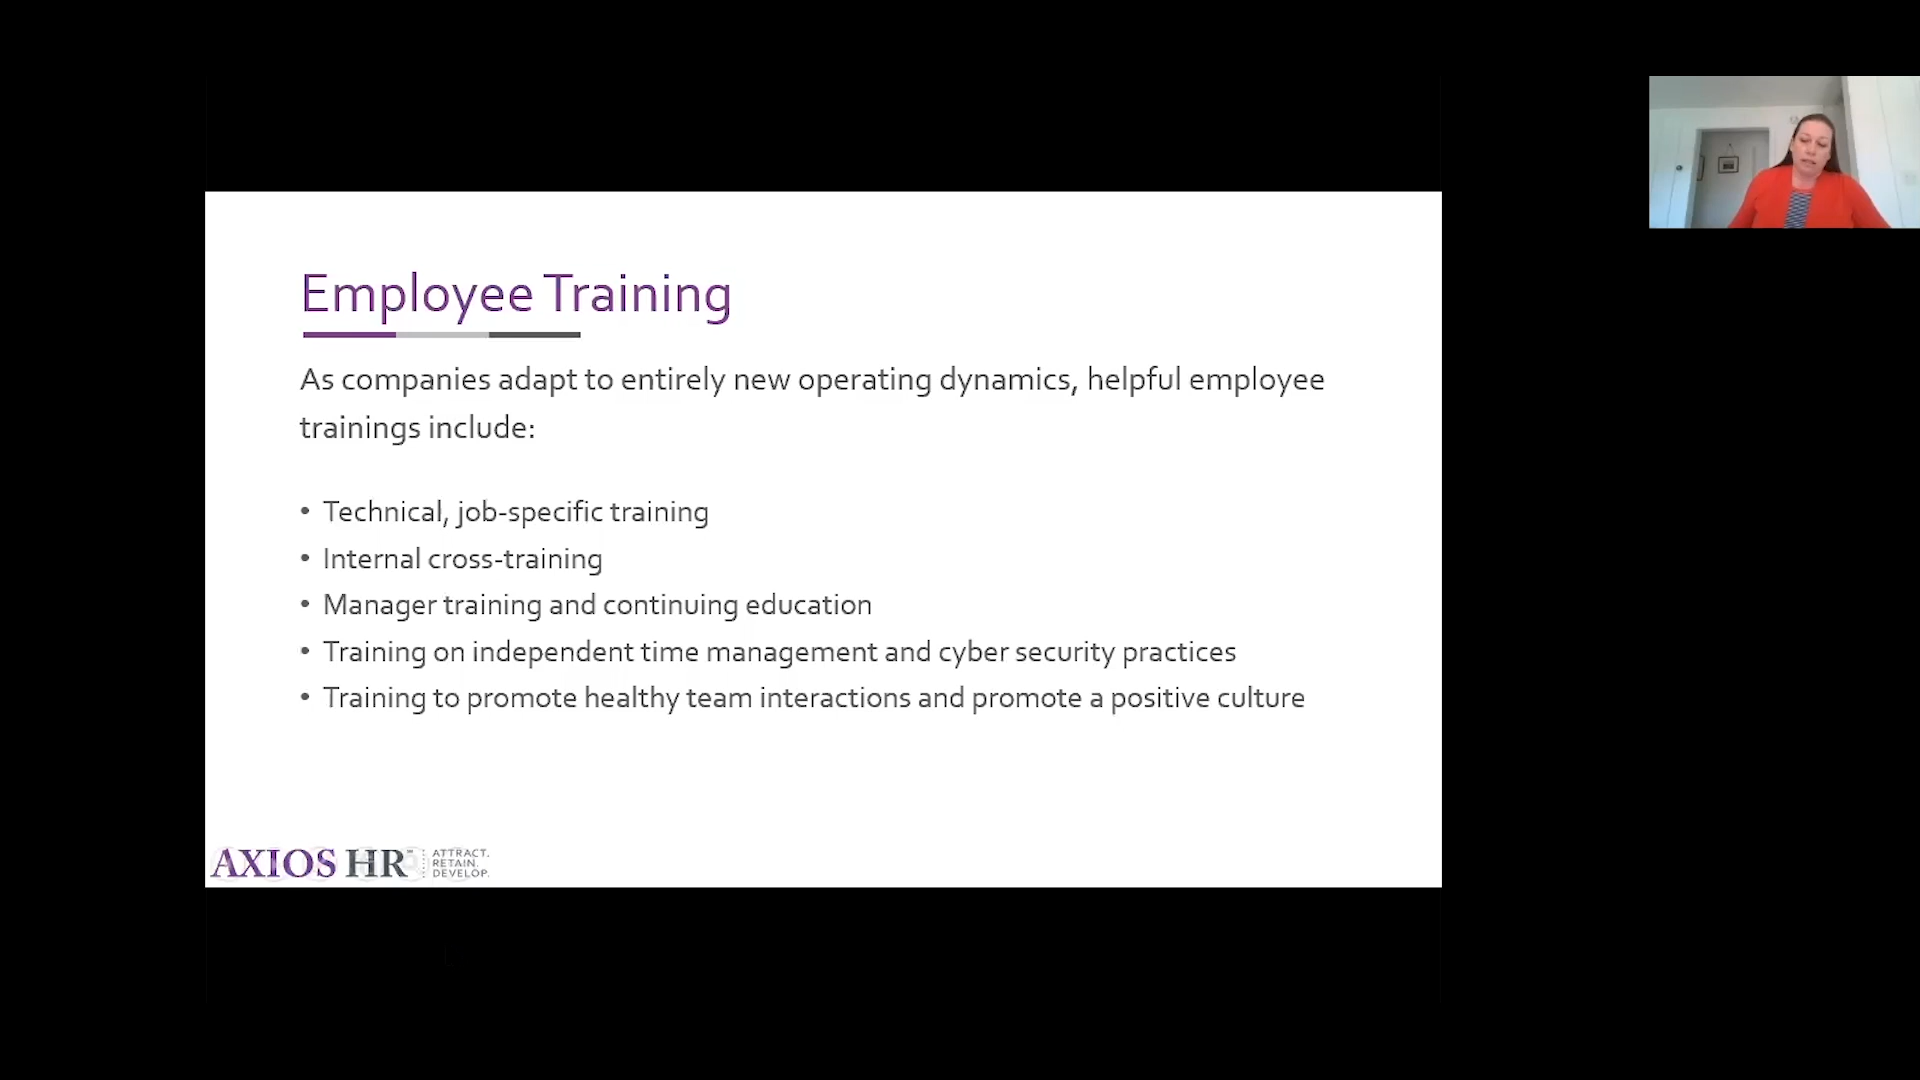 Employee Training
As companies adapt to entirely new operating dynamics, helpful employee
trainings include:
• Technical, job-specific training
• Internal cross-training
• Manager training and continuing education
• Training on independent time management and cyber security practices
• Training to promote healthy team interactions and promote a positive culture
AXIOS HR
ATTRACT.
RETAIN.
DEVELOP.